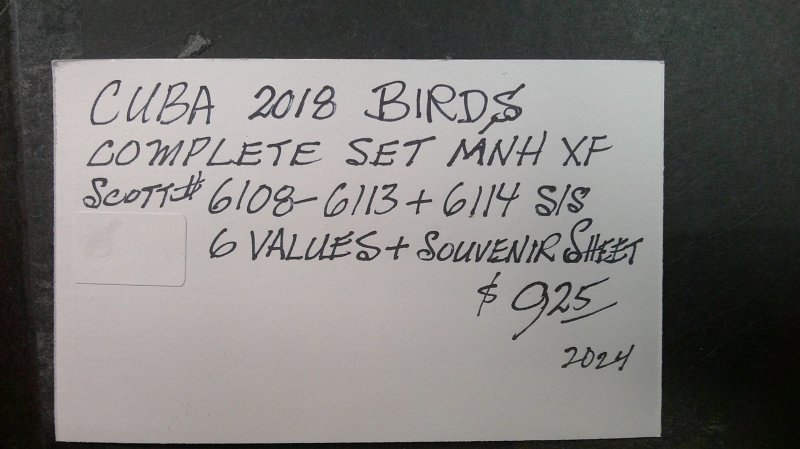 CUBA 2018 BIRDS
COMPLETE SET MNH XF
SCOTT# 6108-6113 + 6114 S/S
6 VALUES + SOUVENIR SHEET
$ 925
2024